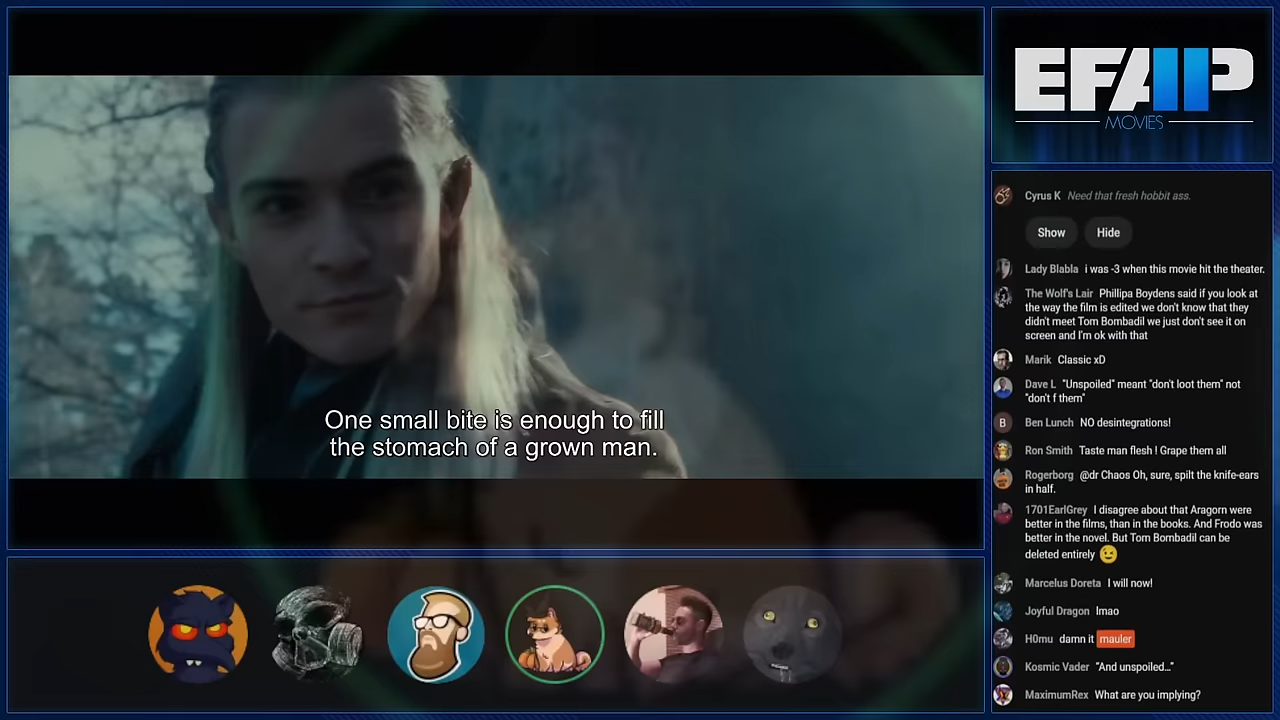 One small bite is enough to fill
the stomach of a grown man.
EFAP
MOVIES
Cyrus K Need that fresh hobbit ass.
Show Hide
Lady Blabla i was -3 when this movie hit the theater.
The Wolf's Lair Phillipa Boydens said if you look at
the way the film is edited we don't know that they
didn't meet Tom Bombadil we just don't see it on
screen and I'm ok with that
Marik Classic xD
Dave L "Unspoiled" meant "don't loot them" not
"don't f them"
B Ben Lunch NO desintegrations!
Ron Smith Taste man flesh ! Grape them all
Rogerborg @dr Chaos Oh, sure, spilt the knife-ears
in half.
1701EarlGrey I disagree about that Aragorn were
better in the films, than in the books. And Frodo was
better in the novel. But Tom Bombadil can be
deleted entirely 😉
Marcelus Doreta I will now!
Joyful Dragon lmao
H0mu damn it mauler
Kosmic Vader "And unspoiled..."
MaximumRex What are you implying?